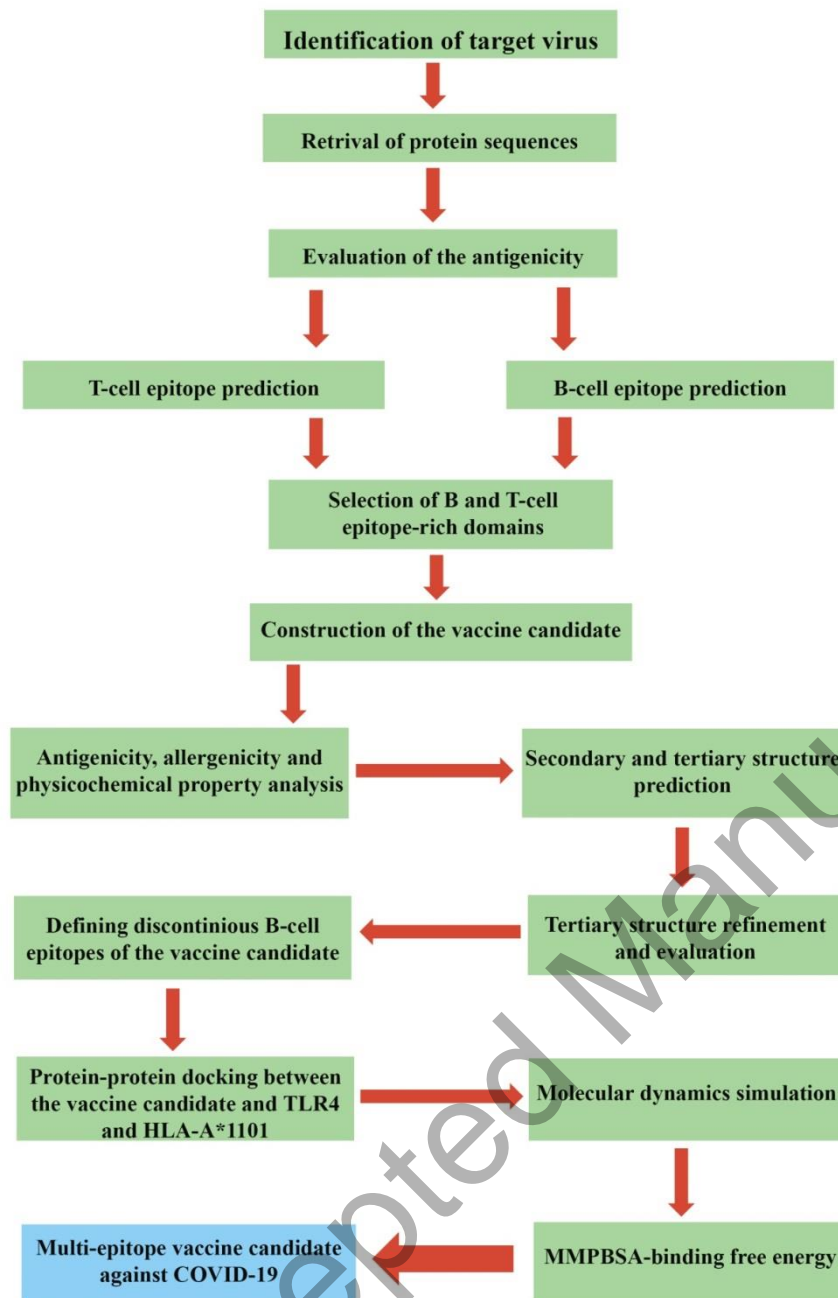 Identification of target virus
Retrival of protein sequences
Evaluation of the antigenicity
T-cell epitope prediction
B-cell epitope prediction
Selection of B and T-cell
epitope-rich domains
Construction of the vaccine candidate
Antigenicity, allergenicity and
physicochemical property analysis
Secondary and tertiary structure
prediction
Defining discontinious B-cell
epitopes of the vaccine candidate
Tertiary structure refinement
and evaluation
Protein-protein docking between
the vaccine candidate and TLR4
and HLA-A*1101
Molecular dynamics simulation
Multi-epitope vaccine candidate
against COVID-19
MMPBSA-binding free energy
epted Manu